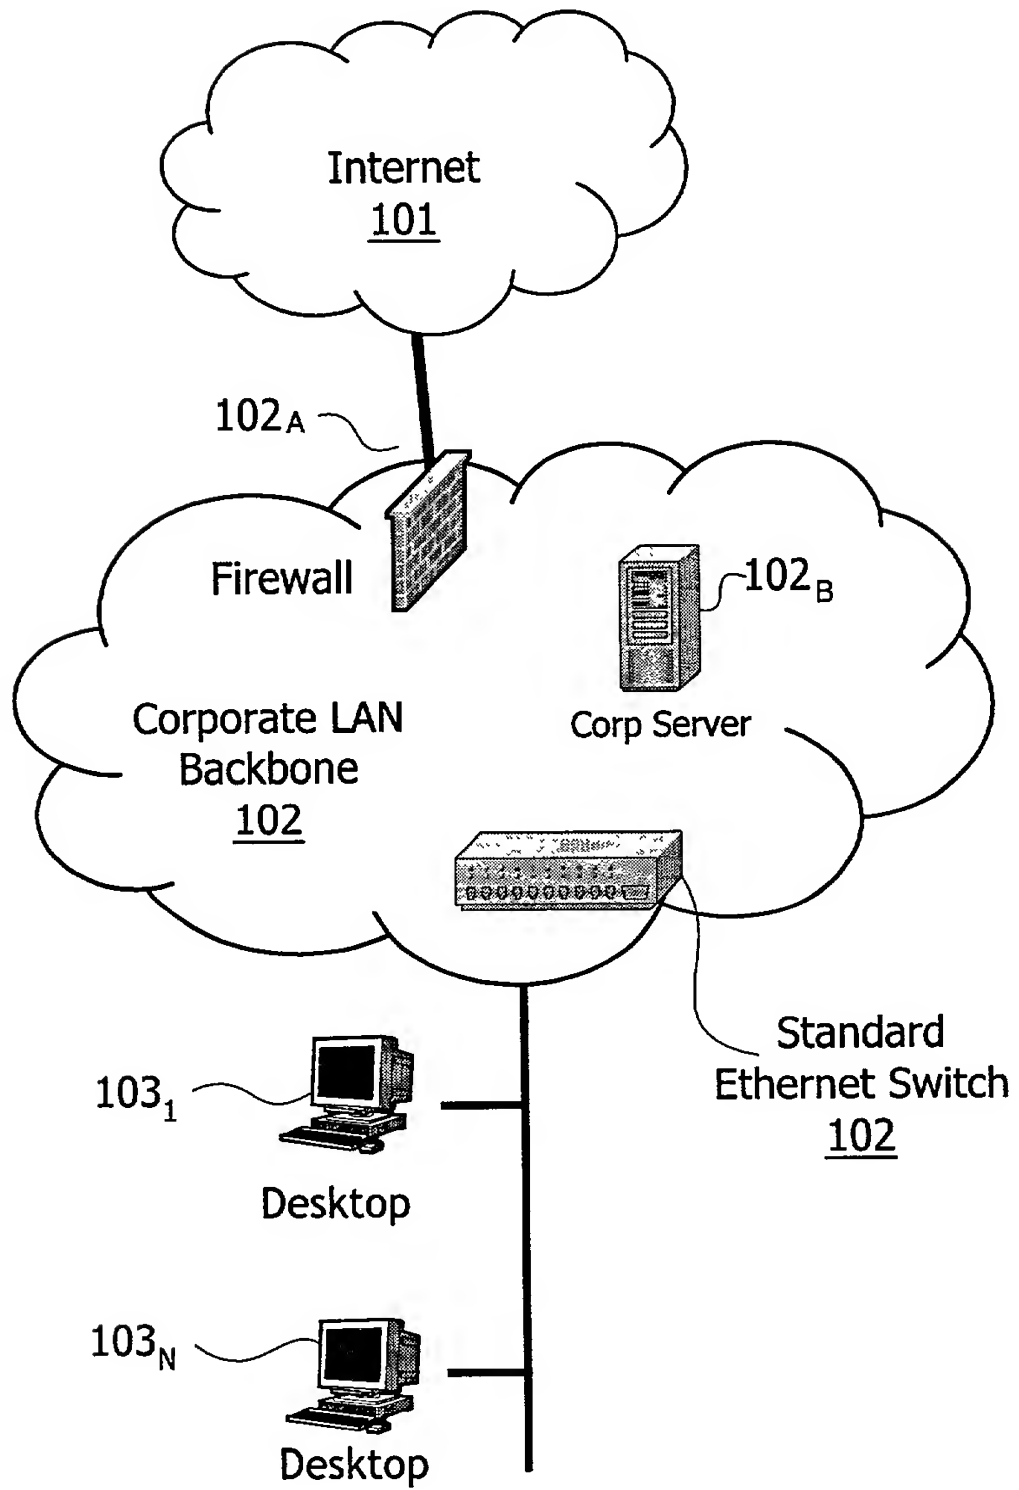 Internet
101
102A
Firewall
102B
Corp Server
Corporate LAN
Backbone
102
Standard
Ethernet Switch
102
1031
Desktop
103N
Desktop